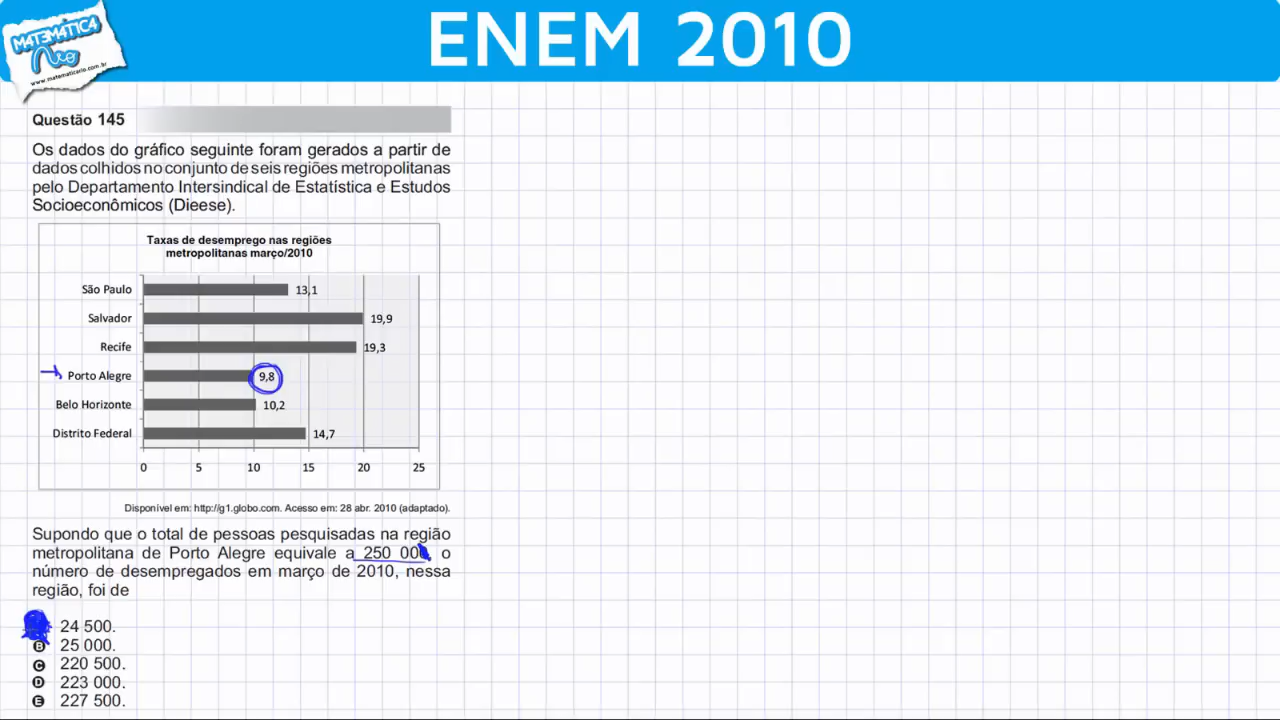 MATEMÁTICA
Rio
www.matematicario.com.br
ENEM 2010
Questão 145
Os dados do gráfico seguinte foram gerados a partir de
dados colhidos no conjunto de seis regiões metropolitanas
pelo Departamento Intersindical de Estatística e Estudos
Socioeconômicos (Dieese).
Taxas de desemprego nas regiões
metropolitanas março/2010
São Paulo 13,1
Salvador 19,9
Recife 19,3
Porto Alegre 9,8
Belo Horizonte 10,2
Distrito Federal 14,7
0 5 10 15 20 25
Disponível em: http://g1.globo.com. Acesso em: 28 abr. 2010 (adaptado).
Supondo que o total de pessoas pesquisadas na região
metropolitana de Porto Alegre equivale a 250 000, o
número de desempregados em março de 2010, nessa
região, foi de
24 500.
B 25 000.
C 220 500.
D 223 000.
E 227 500.